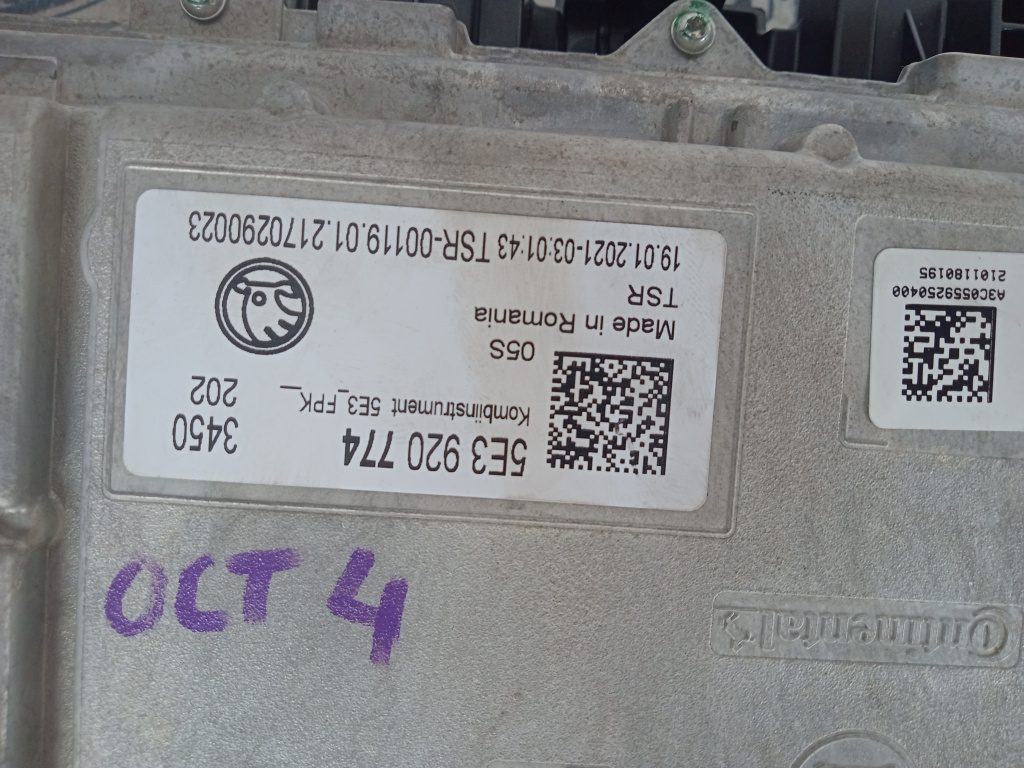 5E3 920 774 3450
Kombiinstrument 5E3_FPK_ 202
05S
Made in Romania
TSR
19.01.2021-03:01:43 TSR-00119.01.2170290023
A3C0559250400
2101180195
OCT 4
Continental